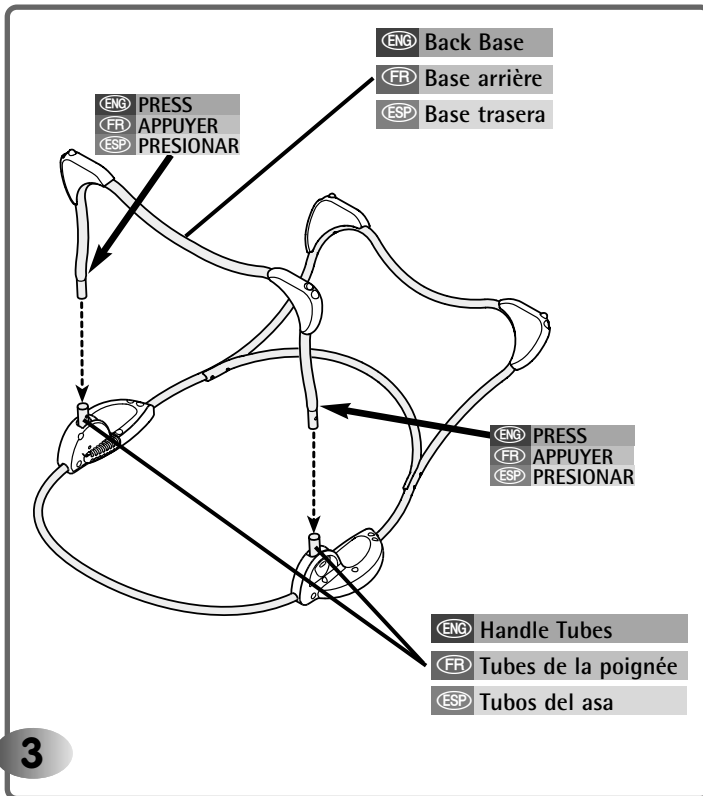 ENG Back Base
FR Base arrière
ESP Base trasera
ENG PRESS
FR APPUYER
ESP PRESIONAR
ENG PRESS
FR APPUYER
ESP PRESIONAR
ENG Handle Tubes
FR Tubes de la poignée
ESP Tubos del asa
3